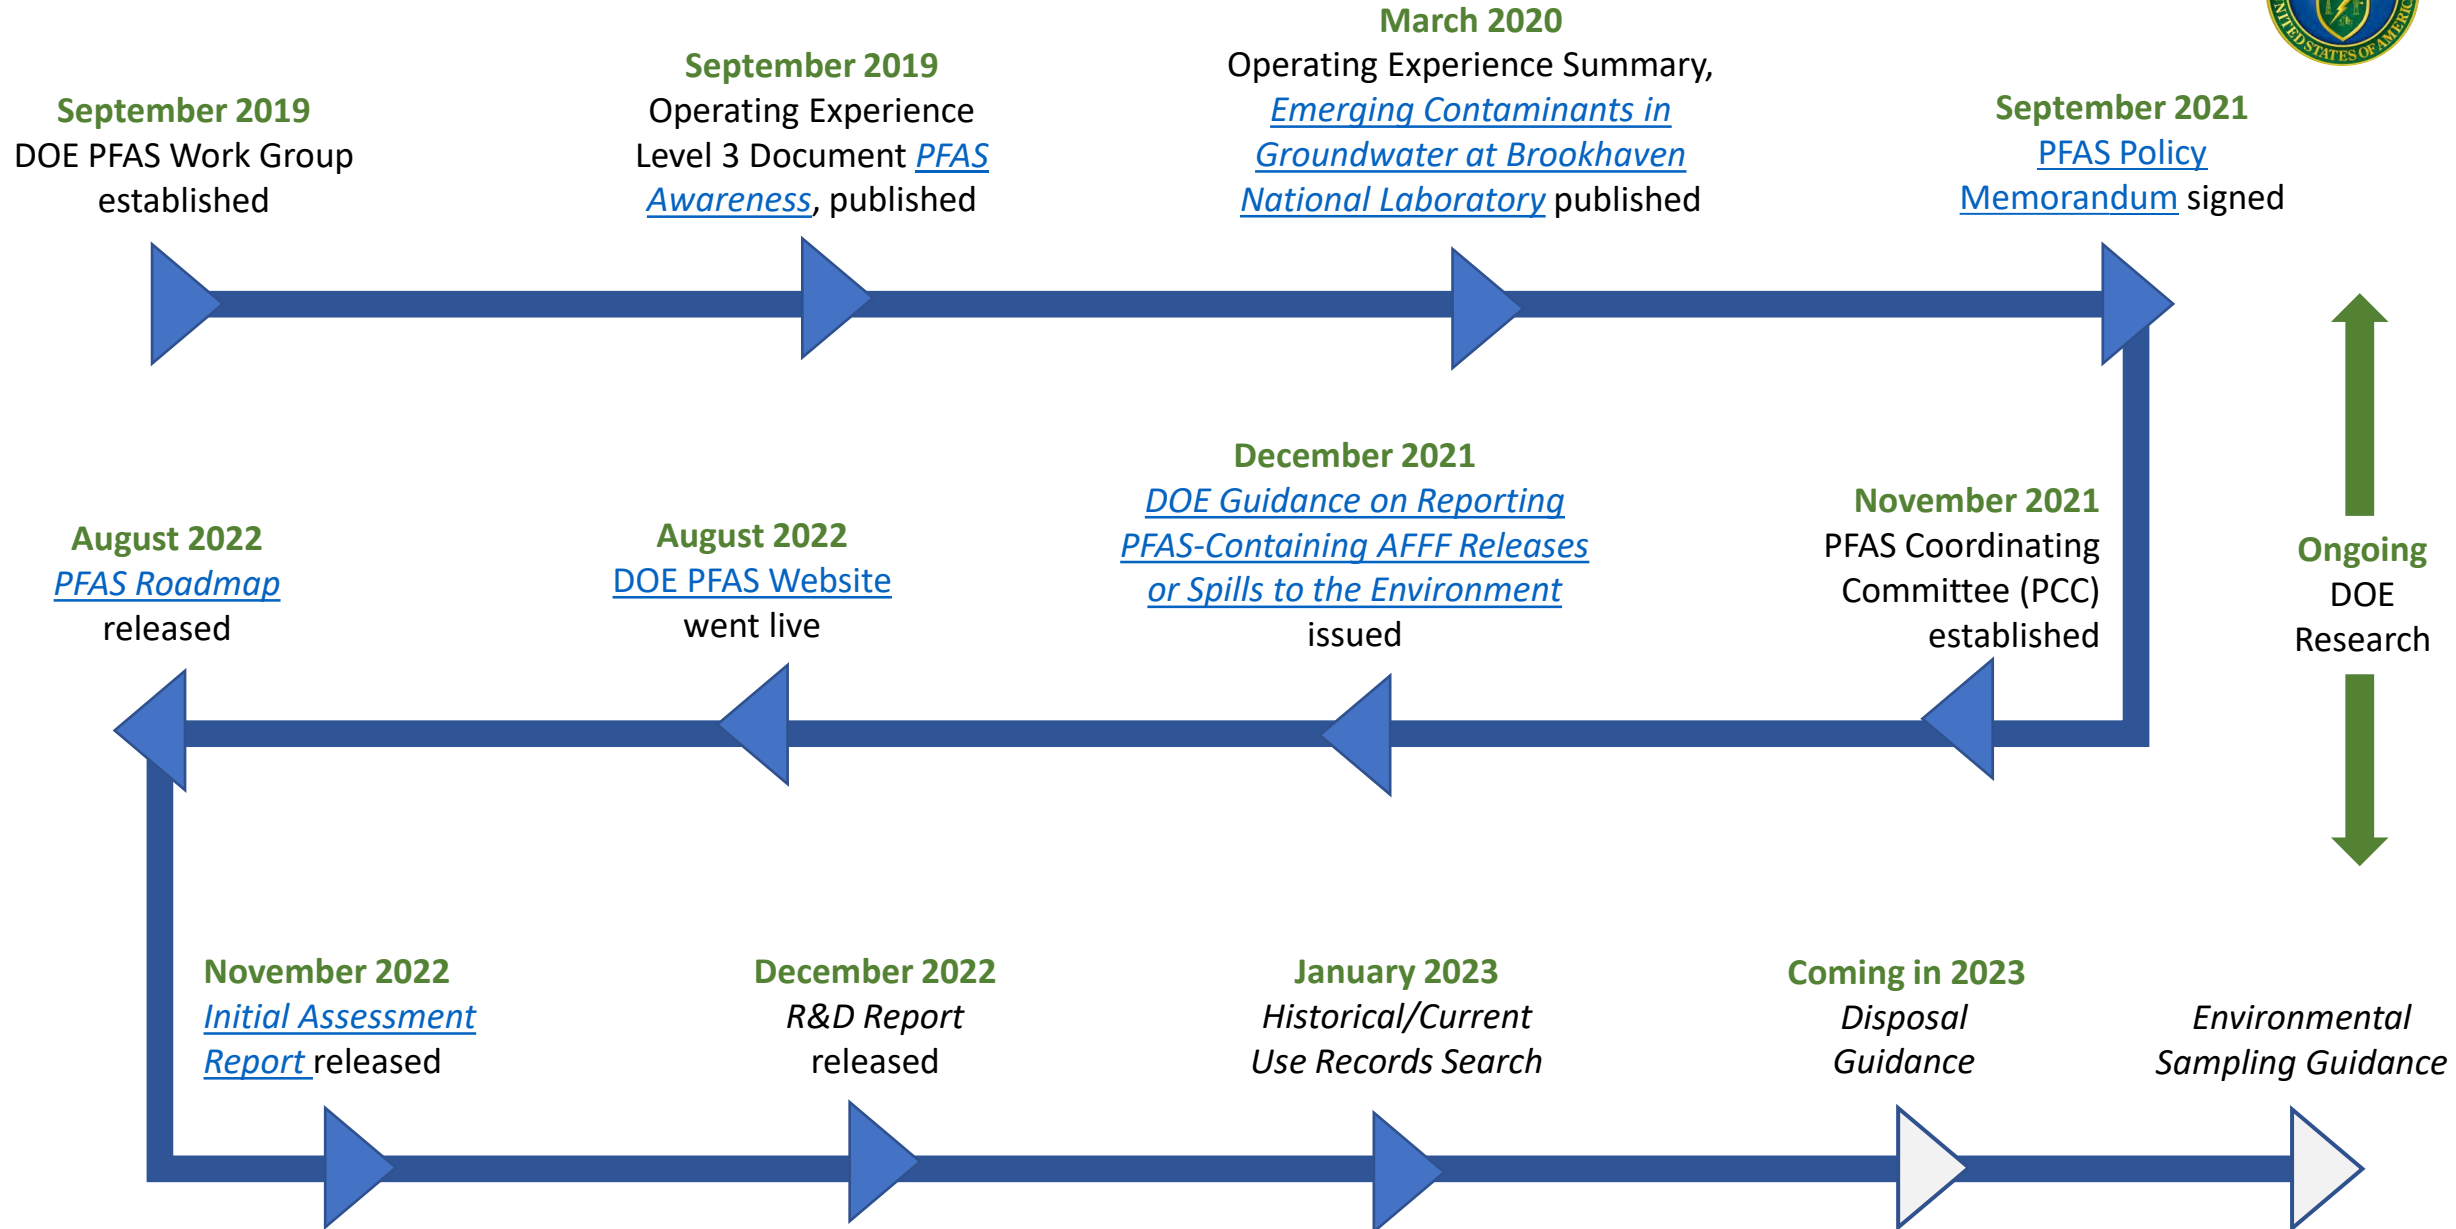 September 2019
DOE PFAS Work Group
established
September 2019
Operating Experience
Level 3 Document PFAS
Awareness, published
March 2020
Operating Experience Summary,
Emerging Contaminants in
Groundwater at Brookhaven
National Laboratory published
UNITED STATES OF AMERICA
September 2021
PFAS Policy
Memorandum signed
November 2021
PFAS Coordinating
Committee (PCC)
established
December 2021
DOE Guidance on Reporting
PFAS-Containing AFFF Releases
or Spills to the Environment
issued
August 2022
DOE PFAS Website
went live
August 2022
PFAS Roadmap
released
Ongoing
DOE
Research
November 2022
Initial Assessment
Report released
December 2022
R&D Report
released
January 2023
Historical/Current
Use Records Search
Coming in 2023
Disposal
Guidance
Environmental
Sampling Guidance